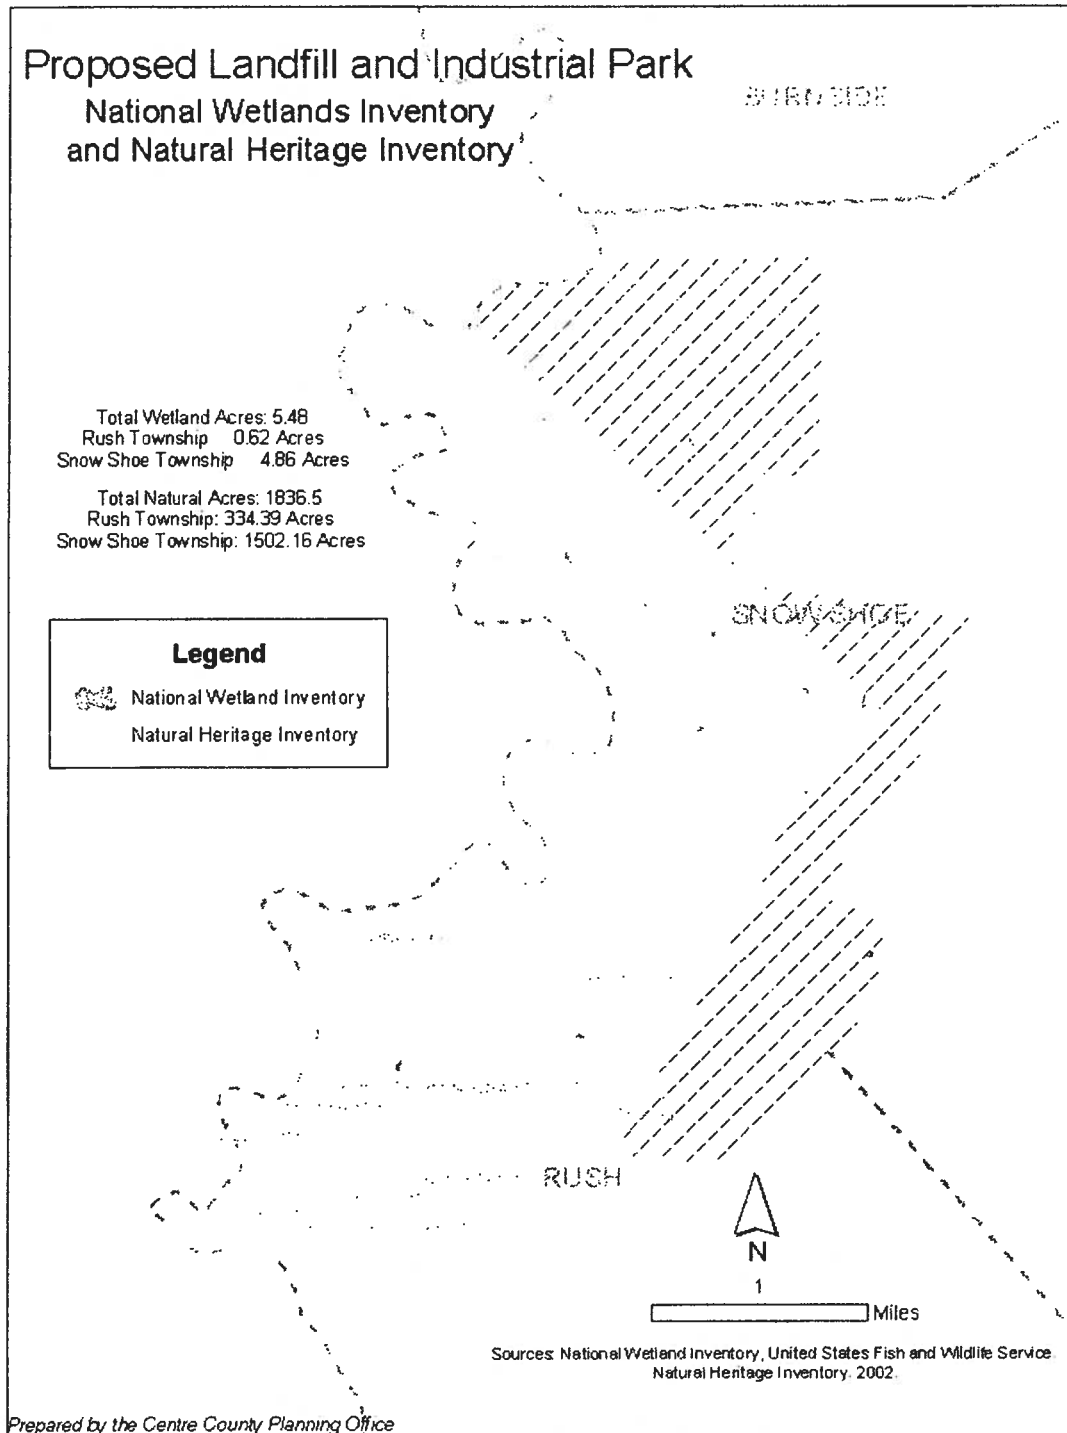 Proposed Landfill and Industrial Park
National Wetlands Inventory
and Natural Heritage Inventory
BURNSIDE
Total Wetland Acres: 5.48
Rush Township 0.62 Acres
Snow Shoe Township 4.86 Acres
Total Natural Acres: 1836.5
Rush Township: 334.39 Acres
Snow Shoe Township: 1502.16 Acres
SNOW SHOE
Legend
National Wetland Inventory
Natural Heritage Inventory
RUSH
N
1
Miles
Sources: National Wetland Inventory, United States Fish and Wildlife Service
Natural Heritage Inventory. 2002.
Prepared by the Centre County Planning Office